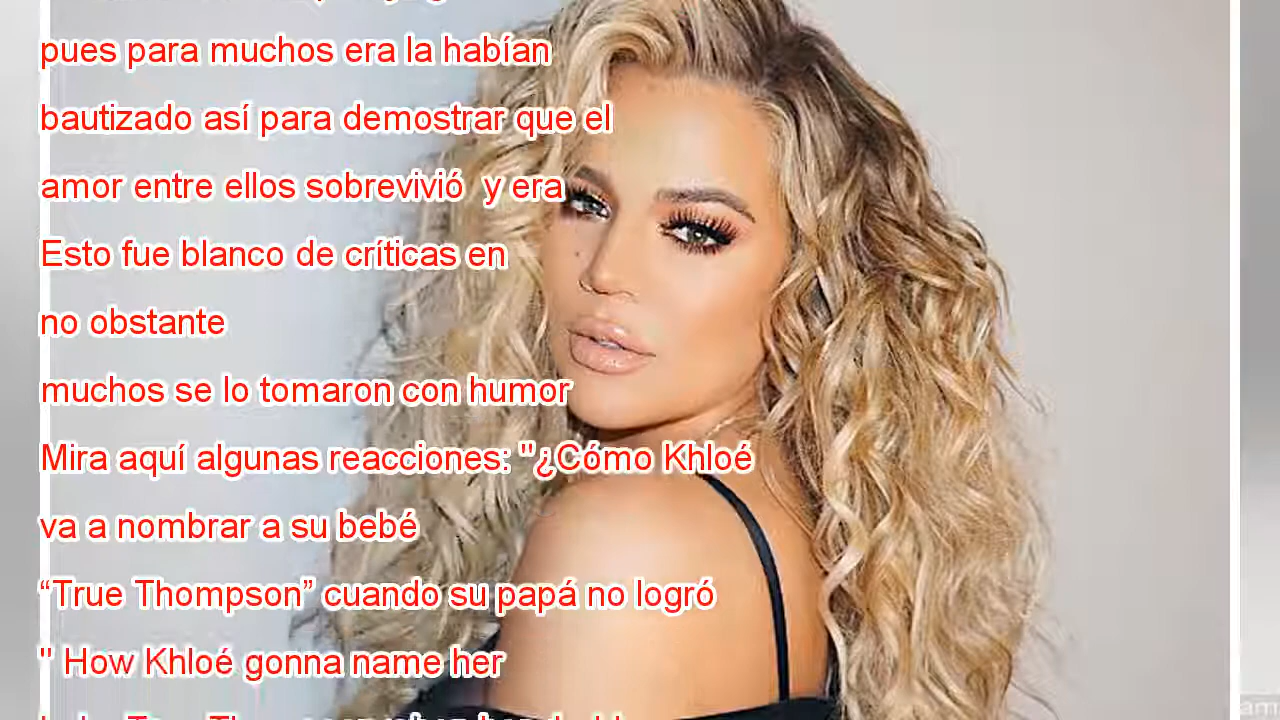 pues para muchos era la habían
bautizado así para demostrar que el
amor entre ellos sobrevivió  y era
Esto fue blanco de críticas en
no obstante
muchos se lo tomaron con humor
Mira aquí algunas reacciones: "¿Cómo Khloé
va a nombrar a su bebé
“True Thompson” cuando su papá no logró
" How Khloé gonna name her